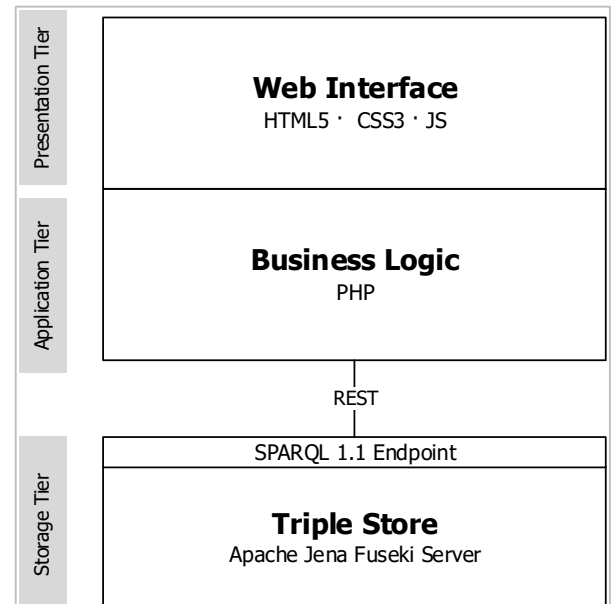 Presentation Tier
Web Interface
HTML5 · CSS3 · JS
Application Tier
Business Logic
PHP
REST
Storage Tier
SPARQL 1.1 Endpoint
Triple Store
Apache Jena Fuseki Server